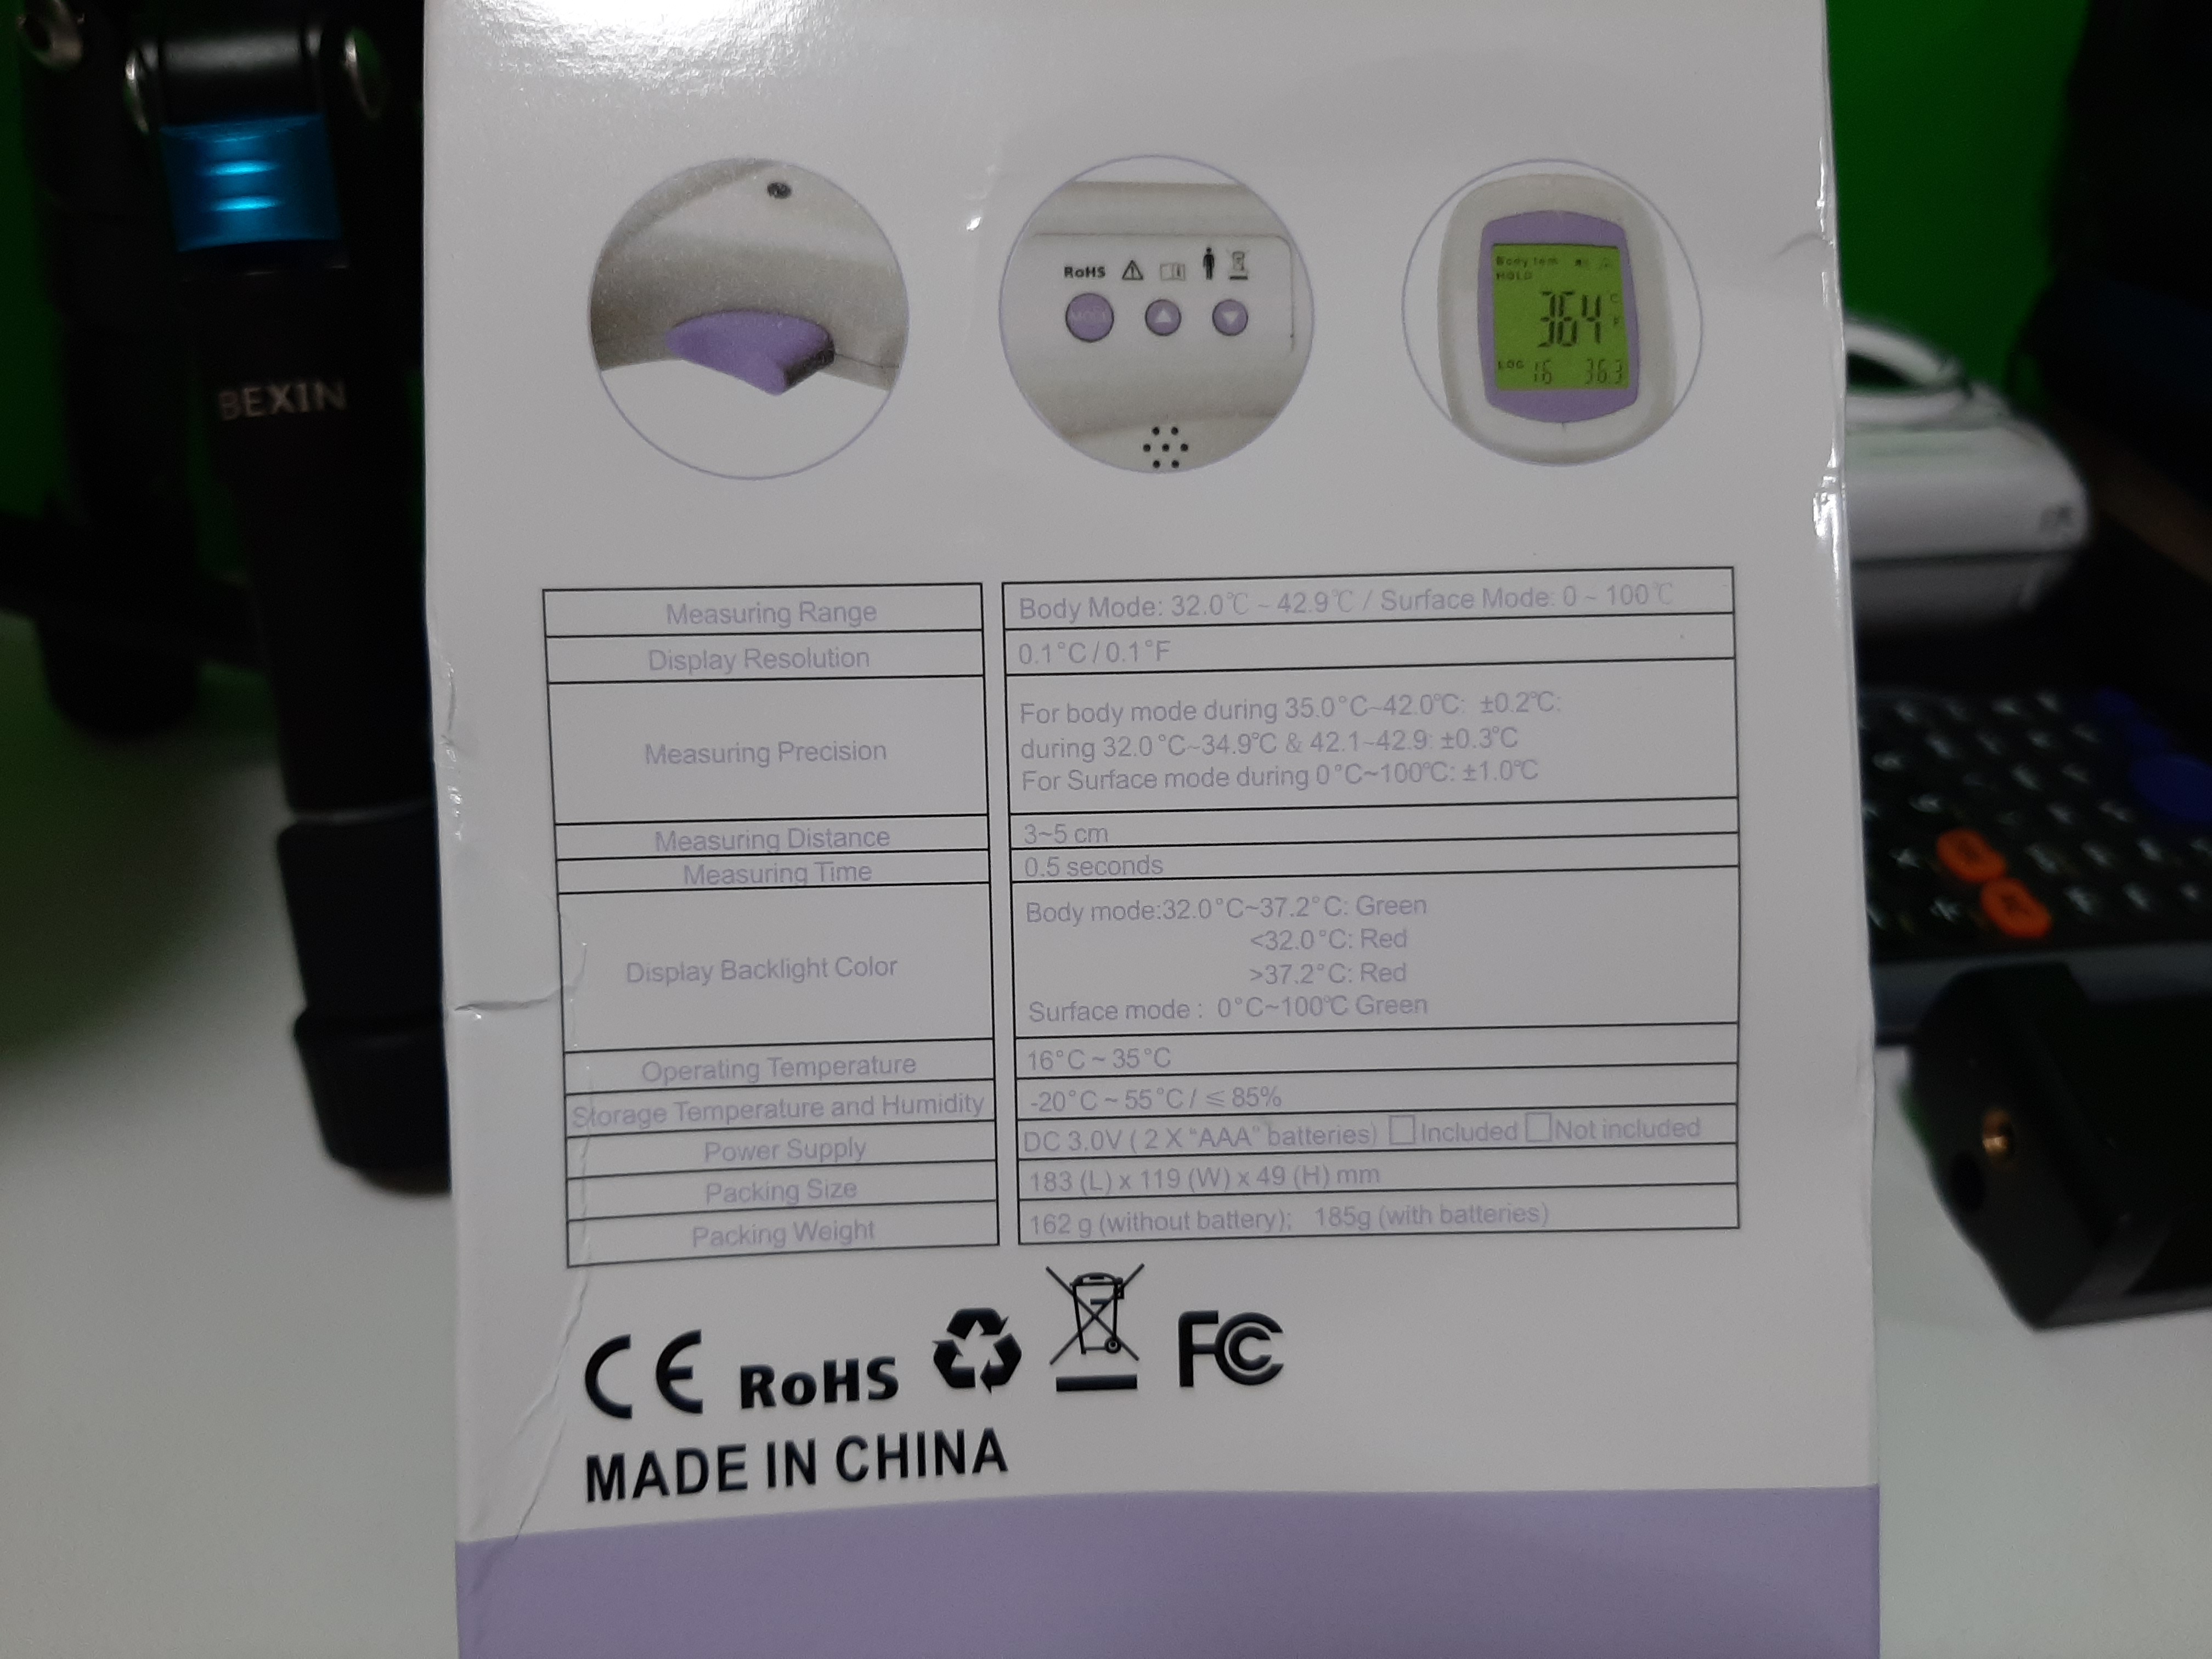 BEXIN
RoHS
MODE
Body tem
HOLD
36.4 °C
LOG 16 36.3
Measuring Range
Body Mode: 32.0℃ ~ 42.9℃ / Surface Mode: 0 ~ 100℃
Display Resolution
0.1°C / 0.1°F
Measuring Precision
For body mode during 35.0°C~42.0℃: ±0.2℃:
during 32.0°C~34.9℃ & 42.1~42.9: ±0.3℃
For Surface mode during 0°C~100℃: ±1.0℃
Measuring Distance
3~5 cm
Measuring Time
0.5 seconds
Display Backlight Color
Body mode:32.0°C~37.2°C: Green
<32.0°C: Red
>37.2°C: Red
Surface mode : 0°C~100℃ Green
Operating Temperature
16°C ~ 35°C
Storage Temperature and Humidity
-20°C ~ 55°C / ≤ 85%
Power Supply
DC 3.0V ( 2 X "AAA" batteries) □Included □Not included
Packing Size
183 (L) x 119 (W) x 49 (H) mm
Packing Weight
162 g (without battery); 185g (with batteries)
CE RoHS FC
MADE IN CHINA